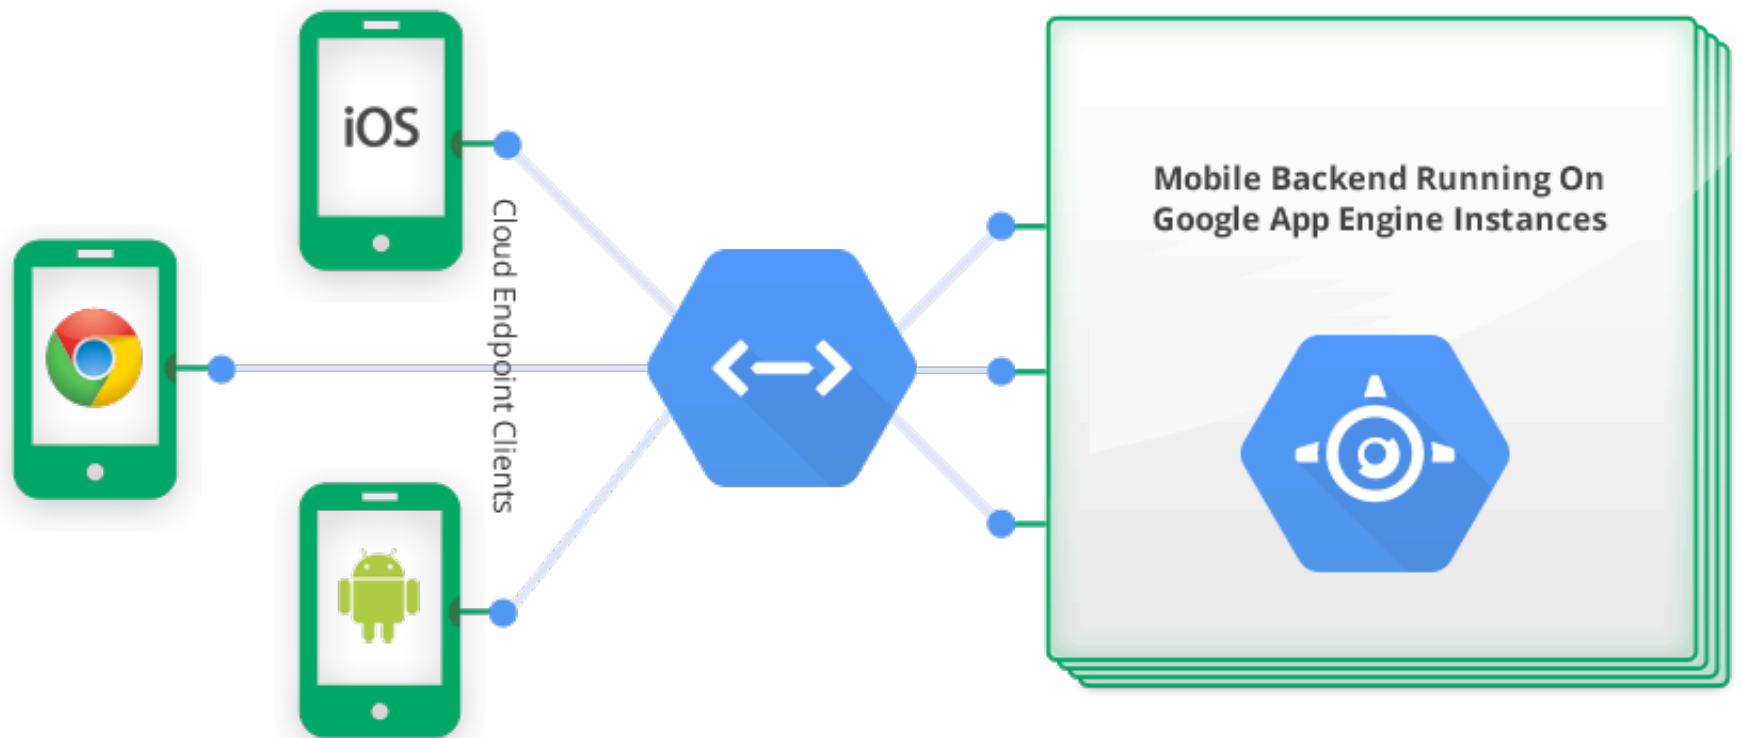 iOS
Cloud Endpoint Clients
Mobile Backend Running On
Google App Engine Instances